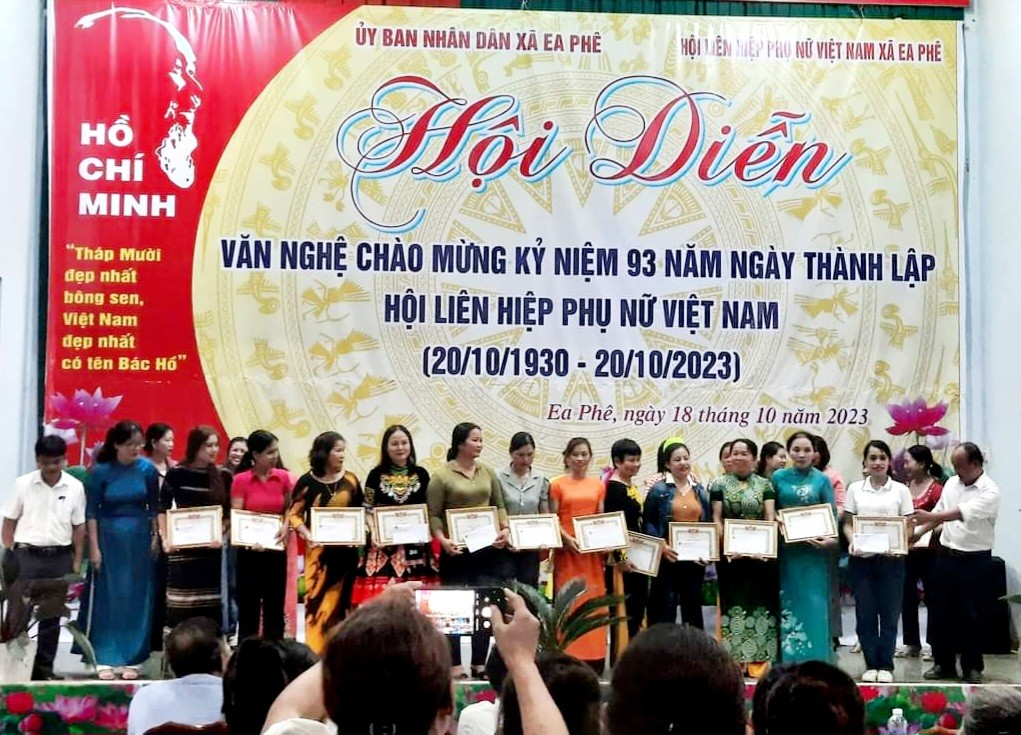 ỦY BAN NHÂN DÂN XÃ EA PHÊ
HỘI LIÊN HIỆP PHỤ NỮ VIỆT NAM XÃ EA PHÊ
Hội Diễn
VĂN NGHỆ CHÀO MỪNG KỶ NIỆM 93 NĂM NGÀY THÀNH LẬP
HỘI LIÊN HIỆP PHỤ NỮ VIỆT NAM
(20/10/1930 - 20/10/2023)
Ea Phê, ngày 18 tháng 10 năm 2023
HỒ
CHÍ
MINH
“Tháp Mười
đẹp nhất
bông sen,
Việt Nam
đẹp nhất
có tên Bác Hồ”